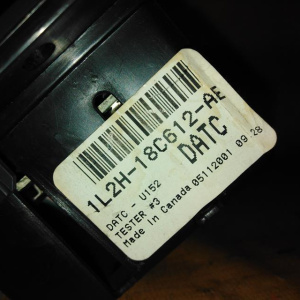 1L2H-18C612-AE
DATC
DATC - U152
TESTER #3
Made In Canada 05112001 09 28